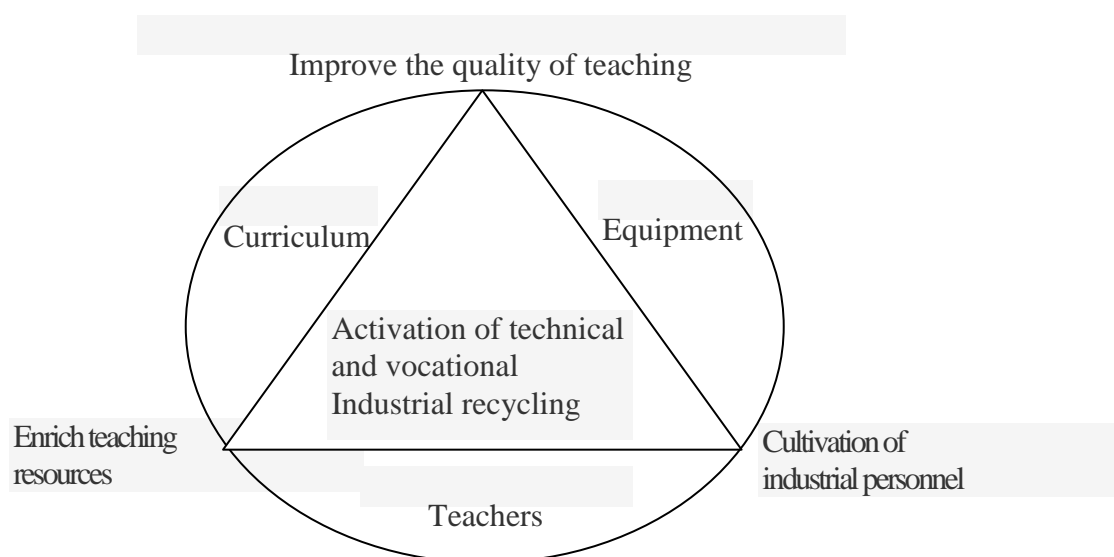 Improve the quality of teaching
Curriculum
Equipment
Activation of technical
and vocational
Industrial recycling
Enrich teaching
resources
Cultivation of
industrial personnel
Teachers